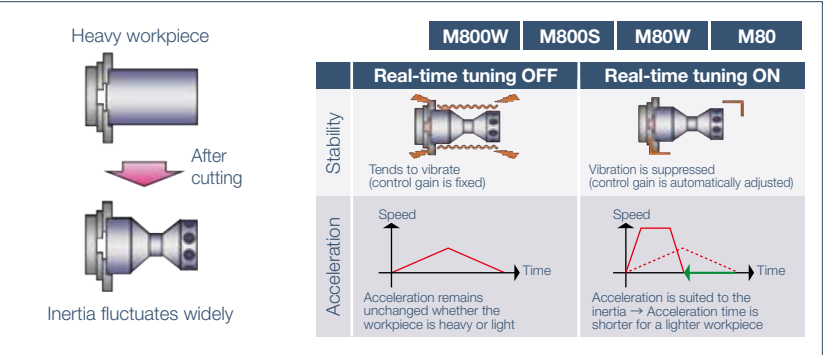 Heavy workpiece
After
cutting
Inertia fluctuates widely
M800W M800S M80W M80
Real-time tuning OFF Real-time tuning ON
Stability
Tends to vibrate
(control gain is fixed)
Vibration is suppressed
(control gain is automatically adjusted)
Acceleration
Speed
Time
Acceleration remains
unchanged whether the
workpiece is heavy or light
Speed
Time
Acceleration is suited to the
inertia → Acceleration time is
shorter for a lighter workpiece